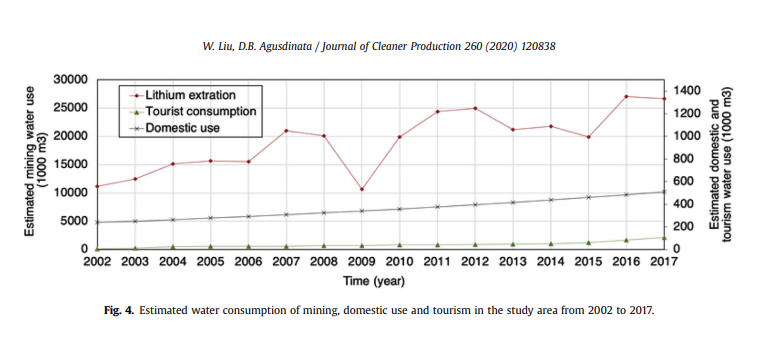 W. Liu, D.B. Agusdinata / Journal of Cleaner Production 260 (2020) 120838
Estimated mining water use
(1000 m3)
30000
25000
20000
15000
10000
5000
0
Lithium extration
Tourist consumption
Domestic use
1400
1200
1000
800
600
400
200
0
Estimated domestic and
tourism water use (1000 m3)
2002 2003 2004 2005 2006 2007 2008 2009 2010 2011 2012 2013 2014 2015 2016 2017
Time (year)
Fig. 4. Estimated water consumption of mining, domestic use and tourism in the study area from 2002 to 2017.